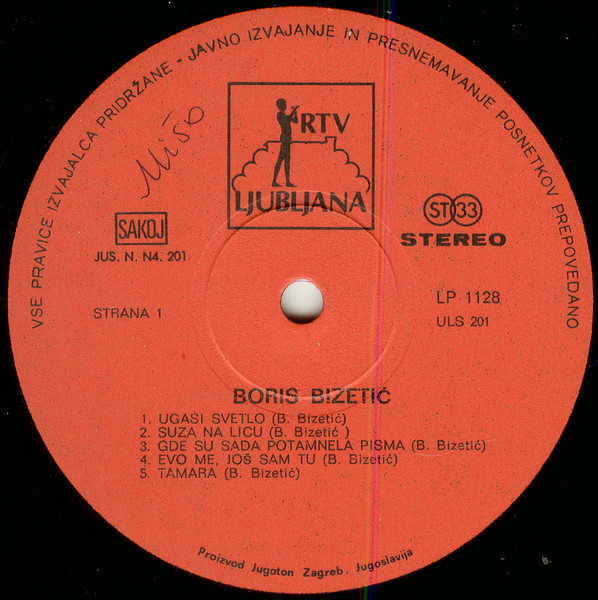 VSE PRAVICE IZVAJALCA PRIDRŽANE - JAVNO IZVAJANJE IN PRESNEMAVANJE POSNETKOV PREPOVEDANO
Mišo
RTV
LJUBLJANA
SAKOJ
JUS. N. N4. 201
ST 33
STEREO
STRANA 1
LP 1128
ULS 201
BORIS BIZETIĆ
1. UGASI SVETLO (B. Bizetić)
2. SUZA NA LICU (B. Bizetić )
3. GDE SU SADA POTAMNELA PISMA (B. Bizetić)
4. EVO ME, JOŠ SAM TU (B. Bizetić)
5. TAMARA (B. Bizetić)
Proizvod Jugoton Zagreb, Jugoslavija